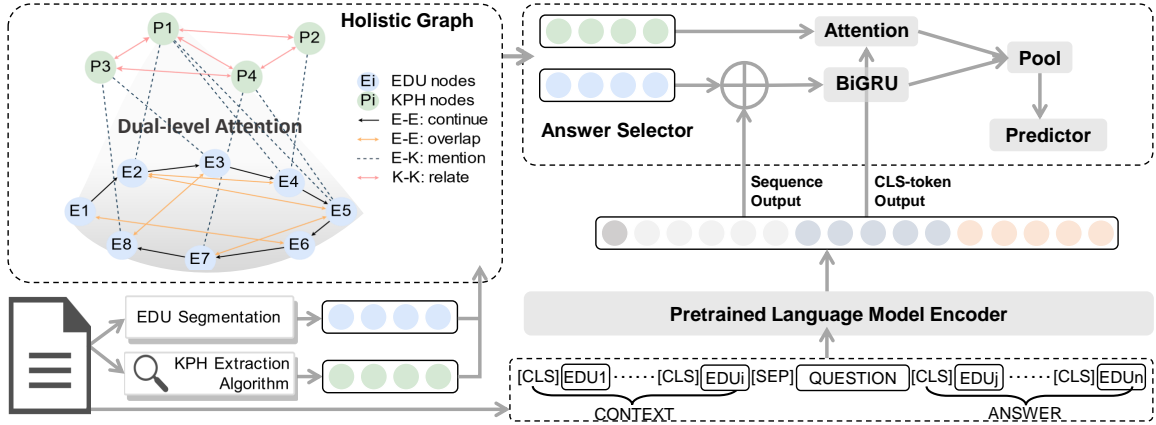 Holistic Graph
P1
P2
P3
P4
Ei EDU nodes
Pi KPH nodes
E-E: continue
E-E: overlap
E-K: mention
K-K: relate
Dual-level Attention
E1
E2
E3
E4
E5
E6
E7
E8
EDU Segmentation
KPH Extraction
Algorithm
Attention
BiGRU
Pool
Predictor
Answer Selector
Sequence
Output
CLS-token
Output
Pretrained Language Model Encoder
[CLS] EDU1 ······ [CLS] EDUi [SEP] QUESTION [CLS] EDUj ······ [CLS] EDUn
CONTEXT
ANSWER